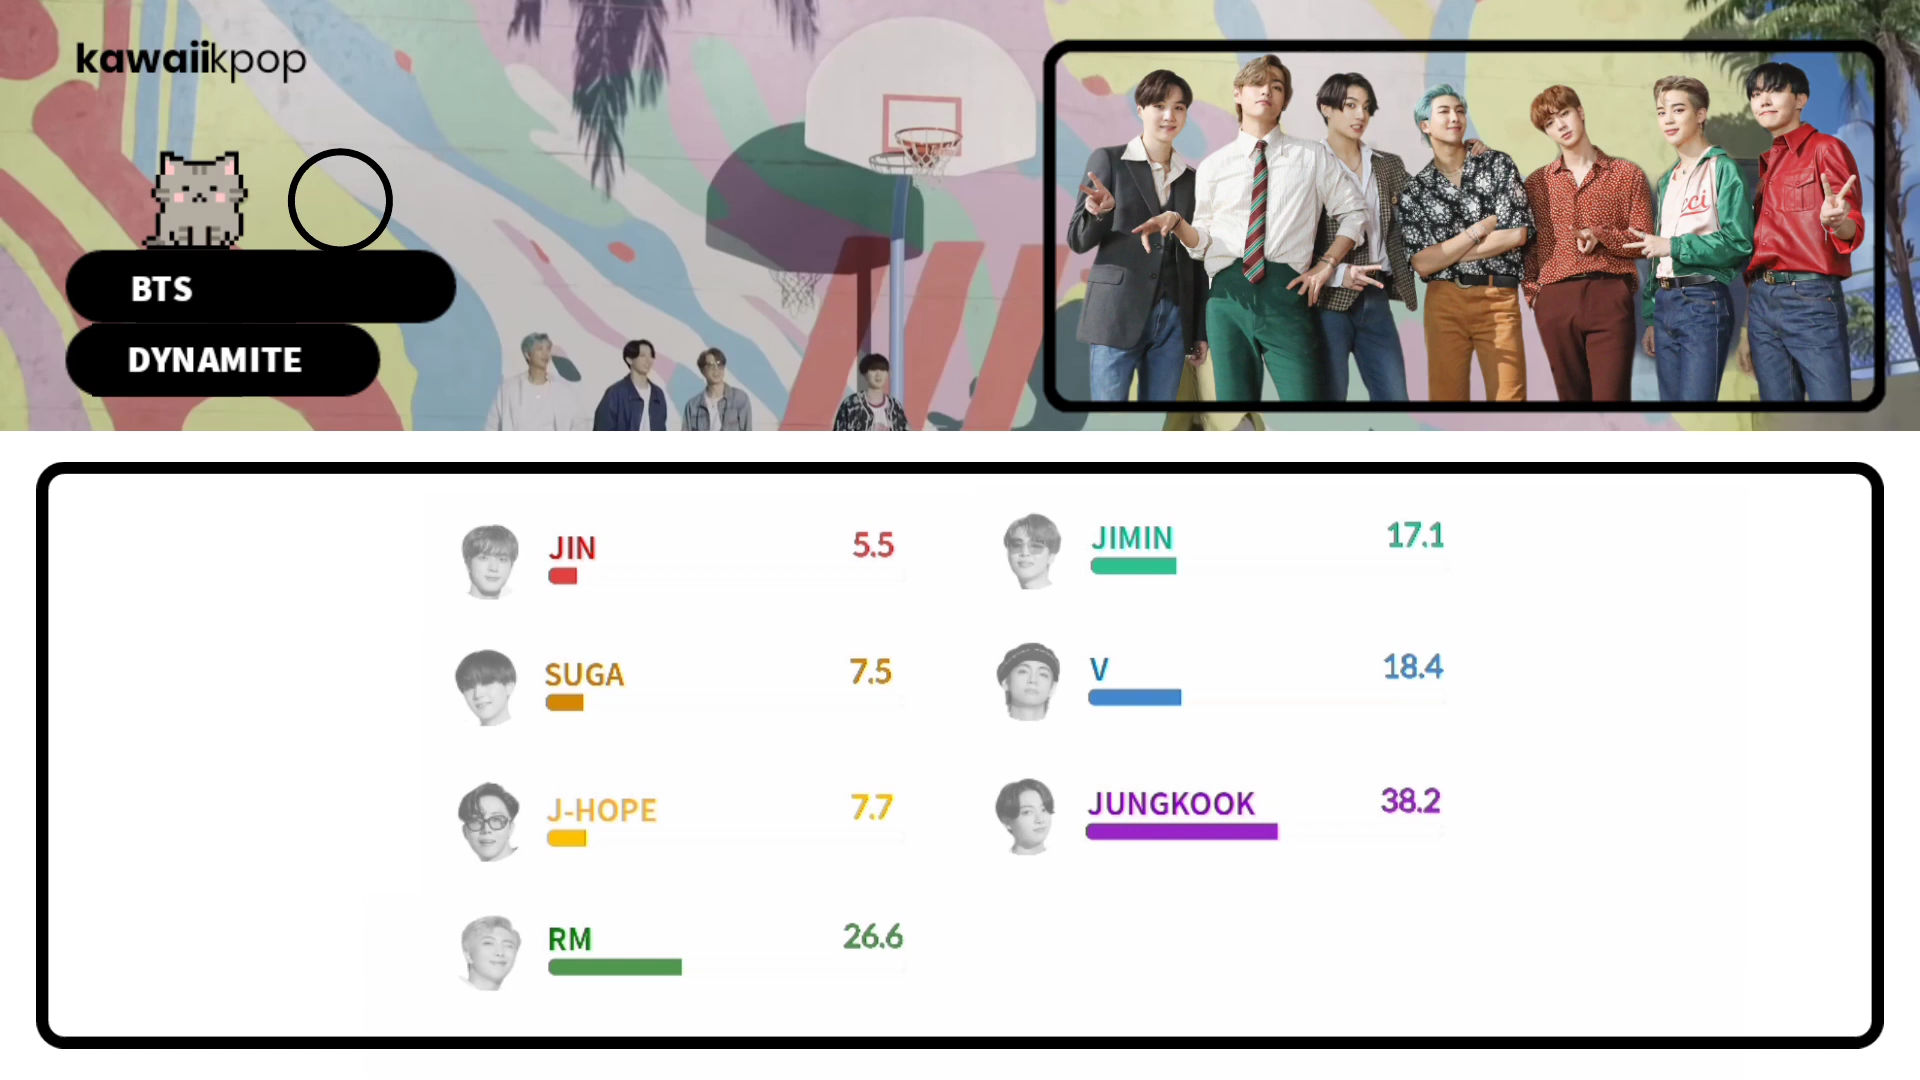 kawaiikpop
BTS
DYNAMITE
cci
JIN 5.5
SUGA 7.5
J-HOPE 7.7
RM 26.6
JIMIN 17.1
V 18.4
JUNGKOOK 38.2